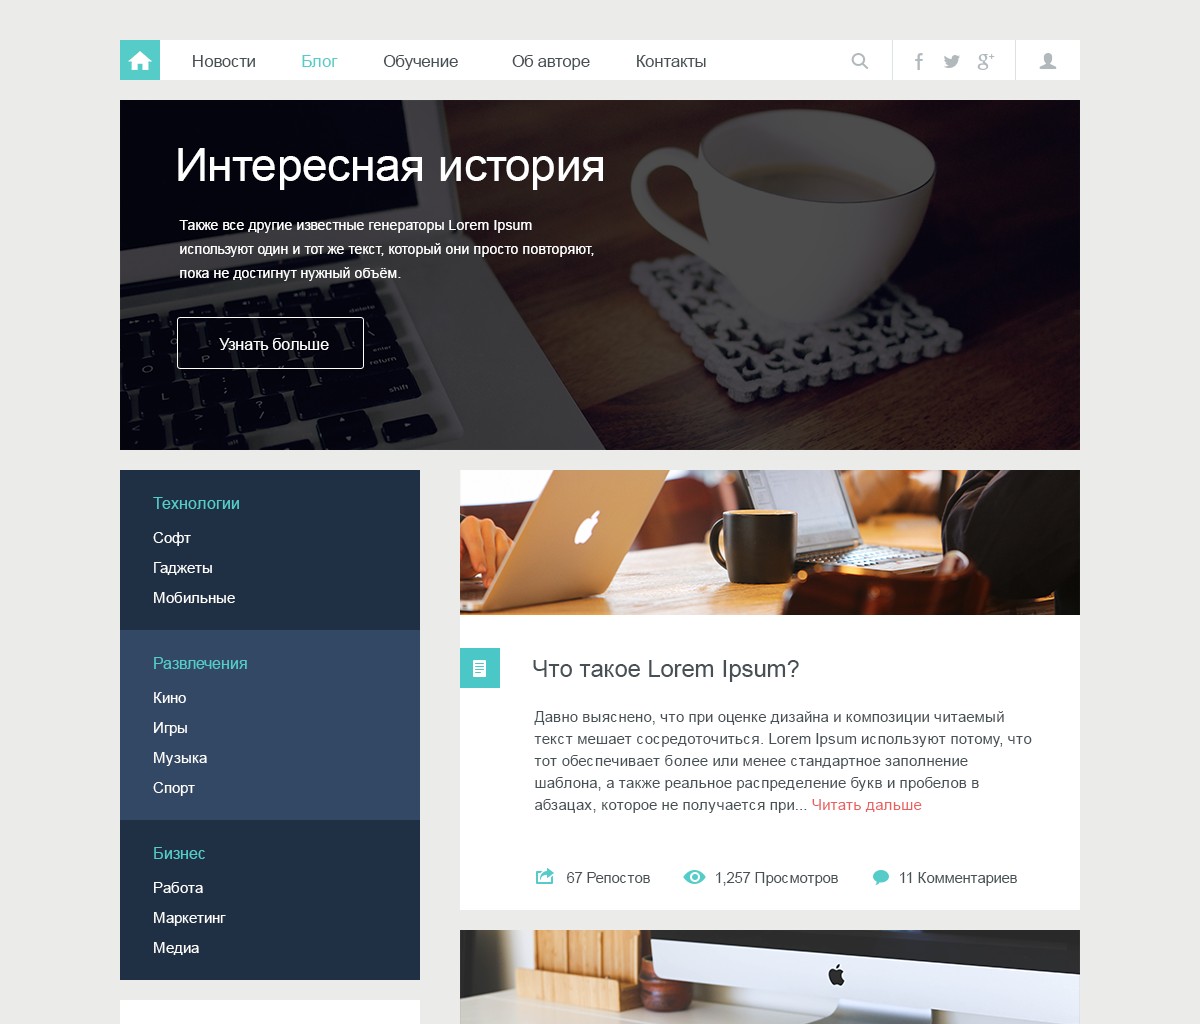 Новости Блог Обучение Об авторе Контакты
Интересная история
Также все другие известные генераторы Lorem Ipsum
используют один и тот же текст, который они просто повторяют,
пока не достигнут нужный объём.
Узнать больше
enter
return
shift
Технологии
Софт
Гаджеты
Мобильные
Развлечения
Кино
Игры
Музыка
Спорт
Бизнес
Работа
Маркетинг
Медиа
Что такое Lorem Ipsum?
Давно выяснено, что при оценке дизайна и композиции читаемый
текст мешает сосредоточиться. Lorem Ipsum используют потому, что
тот обеспечивает более или менее стандартное заполнение
шаблона, а также реальное распределение букв и пробелов в
абзацах, которое не получается при... Читать дальше
67 Репостов 1,257 Просмотров 11 Комментариев